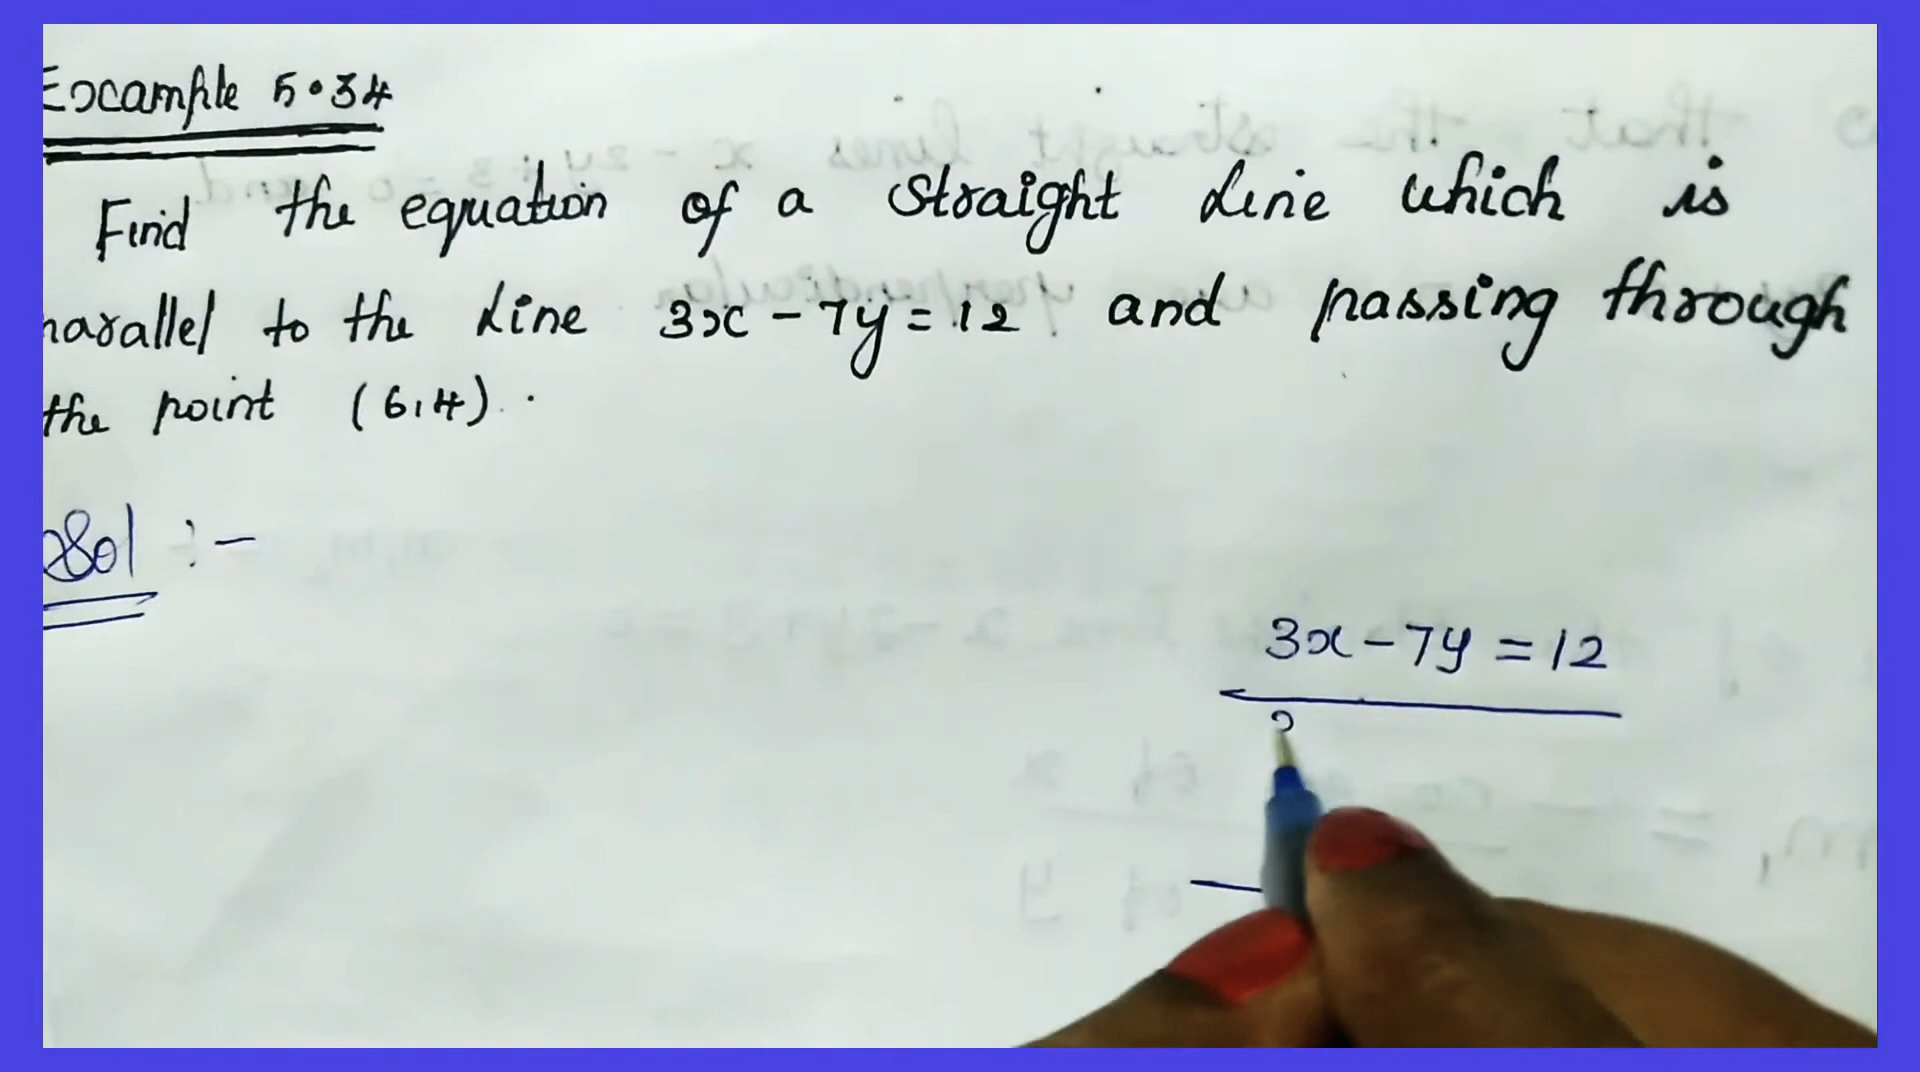 Example 5.34
Find the equation of a straight line which is
parallel to the line 3x - 7y = 12 and passing through
the point (6,4).
Sol :-
3x - 7y = 12